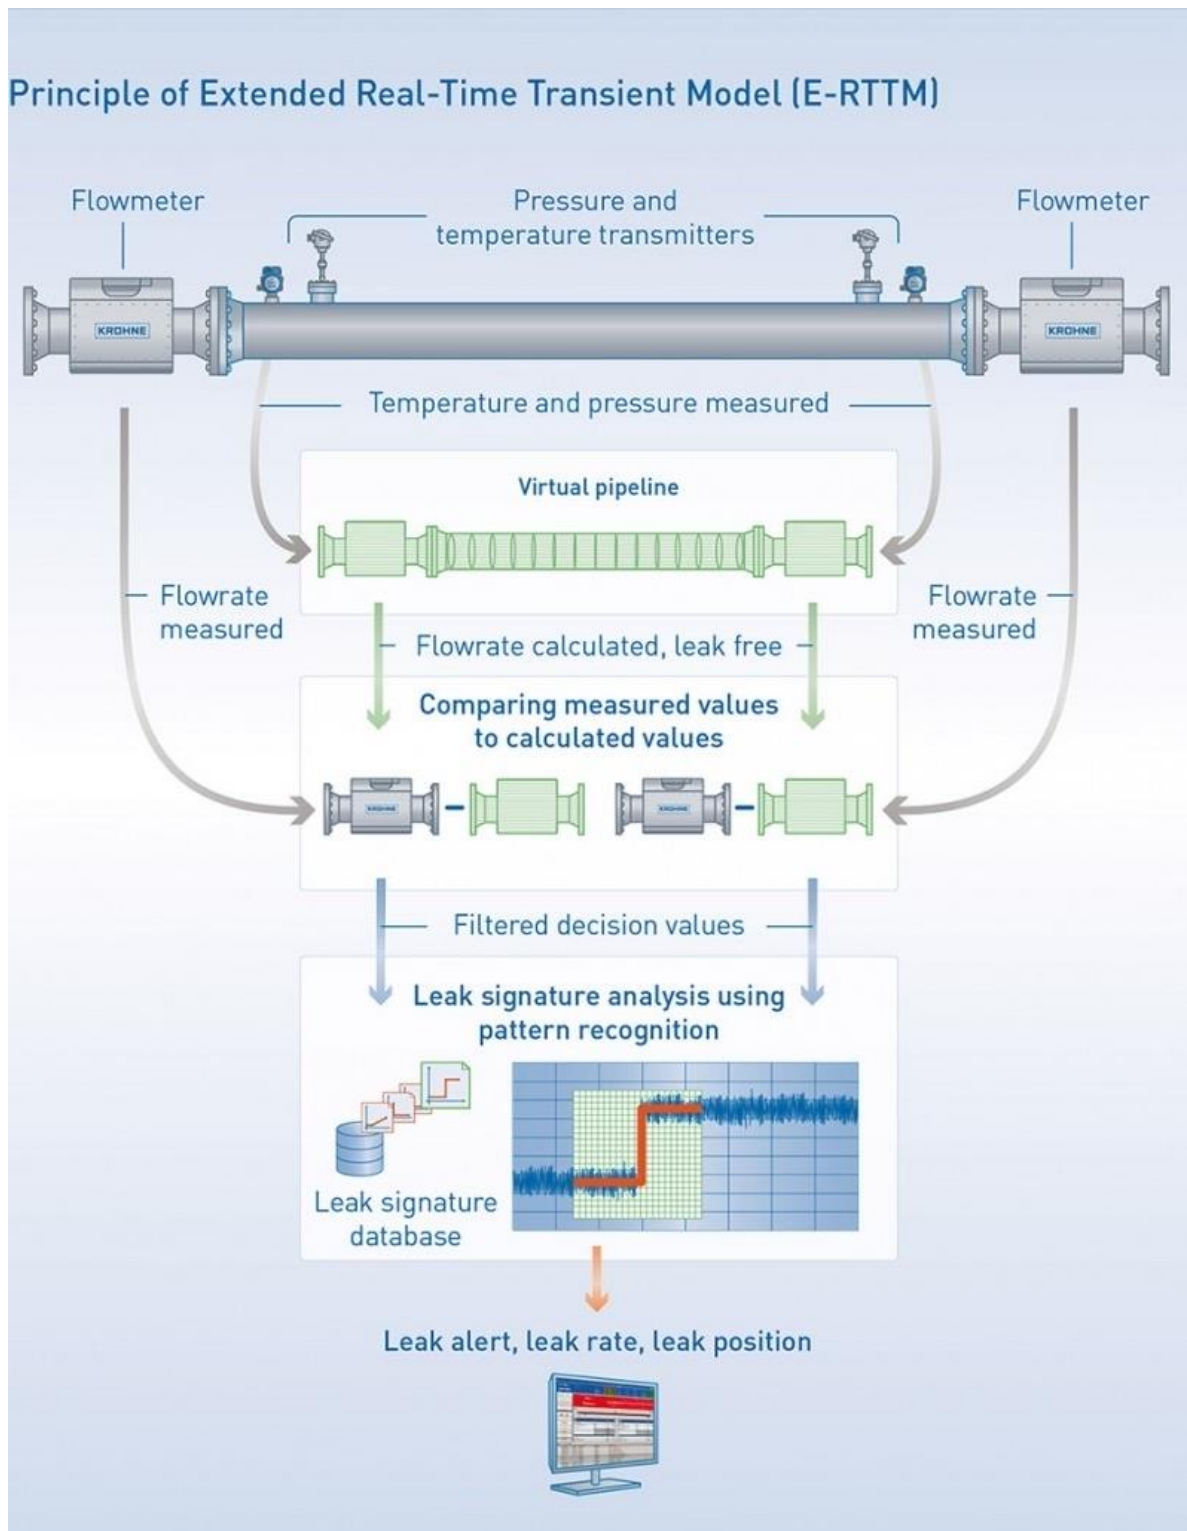 Principle of Extended Real-Time Transient Model (E-RTTM)
Flowmeter
Pressure and
temperature transmitters
Flowmeter
KROHNE
KROHNE
Temperature and pressure measured
Virtual pipeline
Flowrate
measured
Flowrate
measured
Flowrate calculated, leak free
Comparing measured values
to calculated values
KROHNE
KROHNE
Filtered decision values
Leak signature analysis using
pattern recognition
Leak signature
database
Leak alert, leak rate, leak position